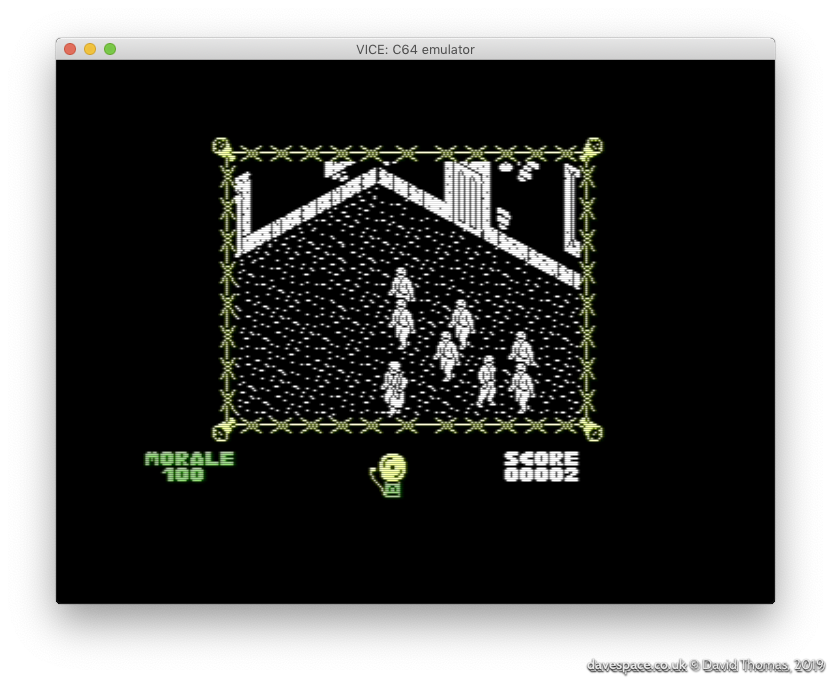 VICE: C64 emulator
MORALE
100
SCORE
00002
davespace.co.uk © David Thomas, 2019